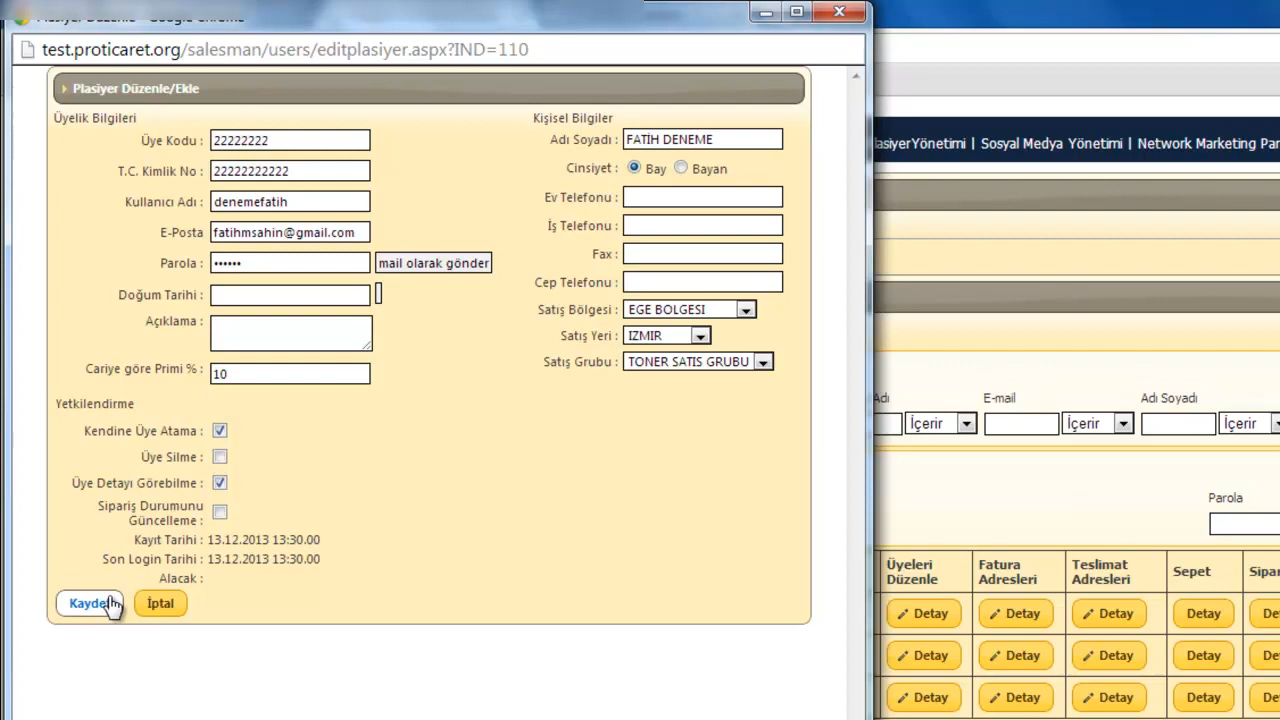 Plasiyer Düzenle - Google Chrome
test.proticaret.org/salesman/users/editplasiyer.aspx?IND=110
Plasiyer Düzenle/Ekle
Üyelik Bilgileri
Üye Kodu : 22222222
T.C. Kimlik No : 22222222222
Kullanıcı Adı : denemefatih
E-Posta fatihmsahin@gmail.com
Parola : •••••• mail olarak gönder
Doğum Tarihi :
Açıklama :
Cariye göre Primi % : 10
Kişisel Bilgiler
Adı Soyadı : FATİH DENEME
Cinsiyet : Bay Bayan
Ev Telefonu :
İş Telefonu :
Fax :
Cep Telefonu :
Satış Bölgesi : EGE BOLGESI
Satış Yeri : IZMIR
Satış Grubu : TONER SATIS GRUBU
Yetkilendirme
Kendine Üye Atama :
Üye Silme :
Üye Detayı Görebilme :
Sipariş Durumunu
Güncelleme :
Kayıt Tarihi : 13.12.2013 13:30.00
Son Login Tarihi : 13.12.2013 13:30.00
Alacak :
İptal
Yönetimi | Sosyal Medya Yönetimi | Network Marketing
Adı E-mail Adı Soyadı
İçerir İçerir İçerir
Parola
Üyeleri Düzenle
Fatura Adresleri
Teslimat Adresleri
Sepet
Detay Detay Detay Detay
Detay Detay Detay Detay
Detay Detay Detay Detay